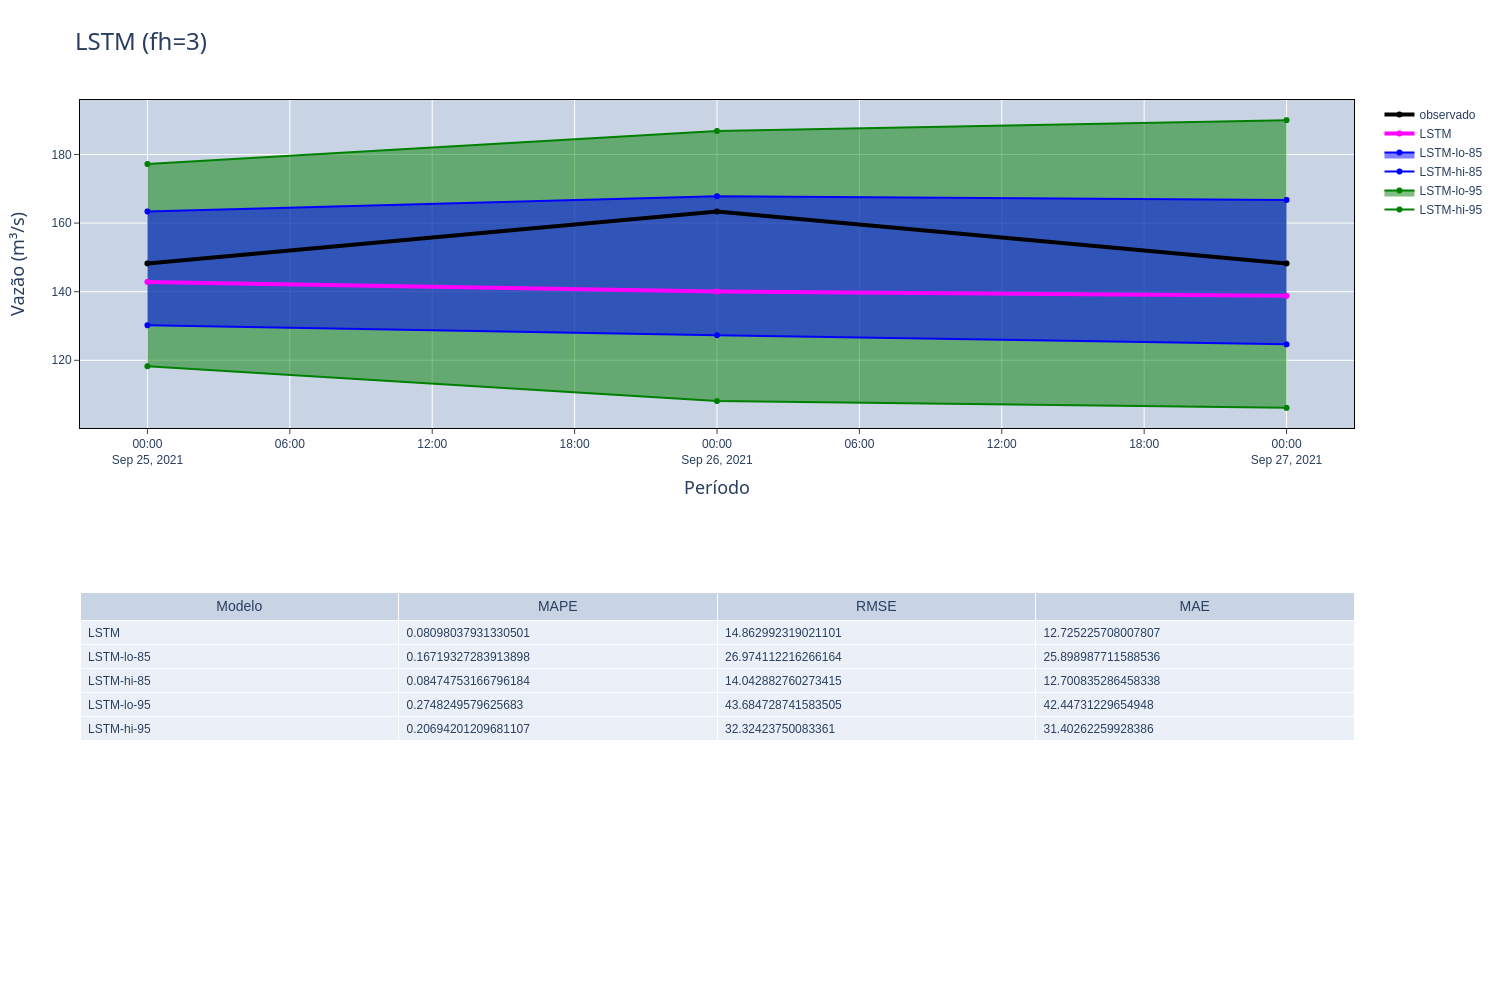 LSTM (fh=3)
observado
LSTM
LSTM-lo-85
LSTM-hi-85
LSTM-lo-95
LSTM-hi-95
Vazão (m³/s)
180
160
140
120
00:00 06:00 12:00 18:00 00:00 06:00 12:00 18:00 00:00
Sep 25, 2021 Sep 26, 2021 Sep 27, 2021
Período
Modelo MAPE RMSE MAE
LSTM 0.08098037931330501 14.862992319021101 12.725225708007807
LSTM-lo-85 0.16719327283913898 26.974112216266164 25.898987711588536
LSTM-hi-85 0.08474753166796184 14.042882760273415 12.700835286458338
LSTM-lo-95 0.2748249579625683 43.684728741583505 42.44731229654948
LSTM-hi-95 0.20694201209681107 32.32423750083361 31.40262259928386